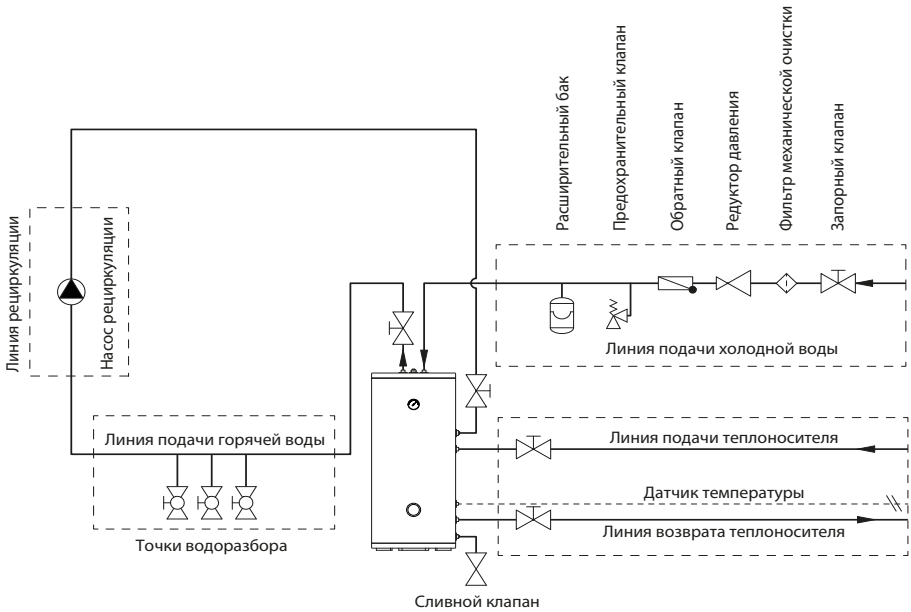 Расширительный бак
Предохранительный клапан
Обратный клапан
Редуктор давления
Фильтр механической очистки
Запорный клапан
Линия рециркуляции
Насос рециркуляции
Линия подачи холодной воды
Линия подачи горячей воды
Линия подачи теплоносителя
Датчик температуры
Линия возврата теплоносителя
Точки водоразбора
Сливной клапан